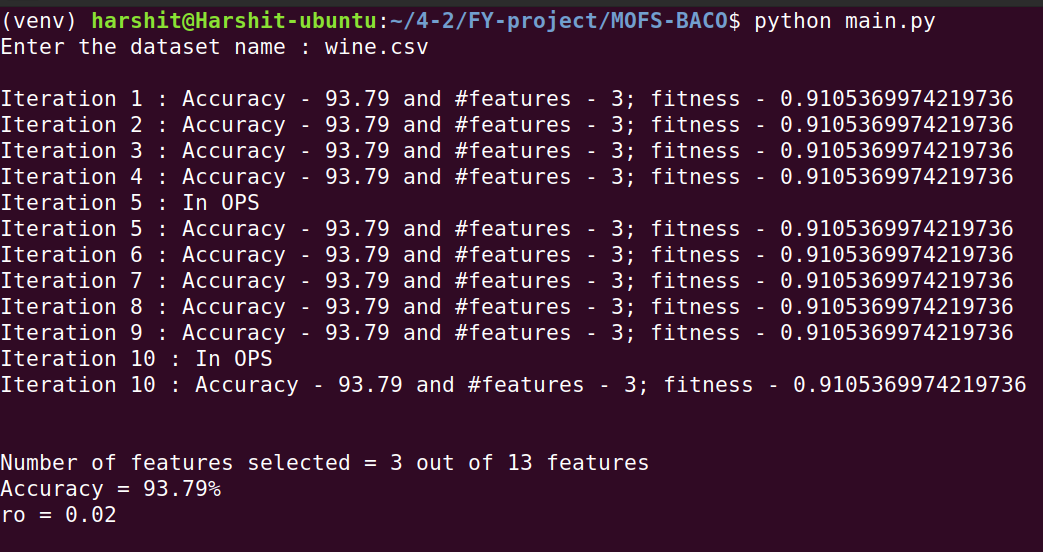 (venv) harshit@Harshit-ubuntu:~/4-2/FY-project/MOFS-BACO$ python main.py
Enter the dataset name : wine.csv
Iteration 1 : Accuracy - 93.79 and #features - 3; fitness - 0.9105369974219736
Iteration 2 : Accuracy - 93.79 and #features - 3; fitness - 0.9105369974219736
Iteration 3 : Accuracy - 93.79 and #features - 3; fitness - 0.9105369974219736
Iteration 4 : Accuracy - 93.79 and #features - 3; fitness - 0.9105369974219736
Iteration 5 : In OPS
Iteration 5 : Accuracy - 93.79 and #features - 3; fitness - 0.9105369974219736
Iteration 6 : Accuracy - 93.79 and #features - 3; fitness - 0.9105369974219736
Iteration 7 : Accuracy - 93.79 and #features - 3; fitness - 0.9105369974219736
Iteration 8 : Accuracy - 93.79 and #features - 3; fitness - 0.9105369974219736
Iteration 9 : Accuracy - 93.79 and #features - 3; fitness - 0.9105369974219736
Iteration 10 : In OPS
Iteration 10 : Accuracy - 93.79 and #features - 3; fitness - 0.9105369974219736
Number of features selected = 3 out of 13 features
Accuracy = 93.79%
ro = 0.02